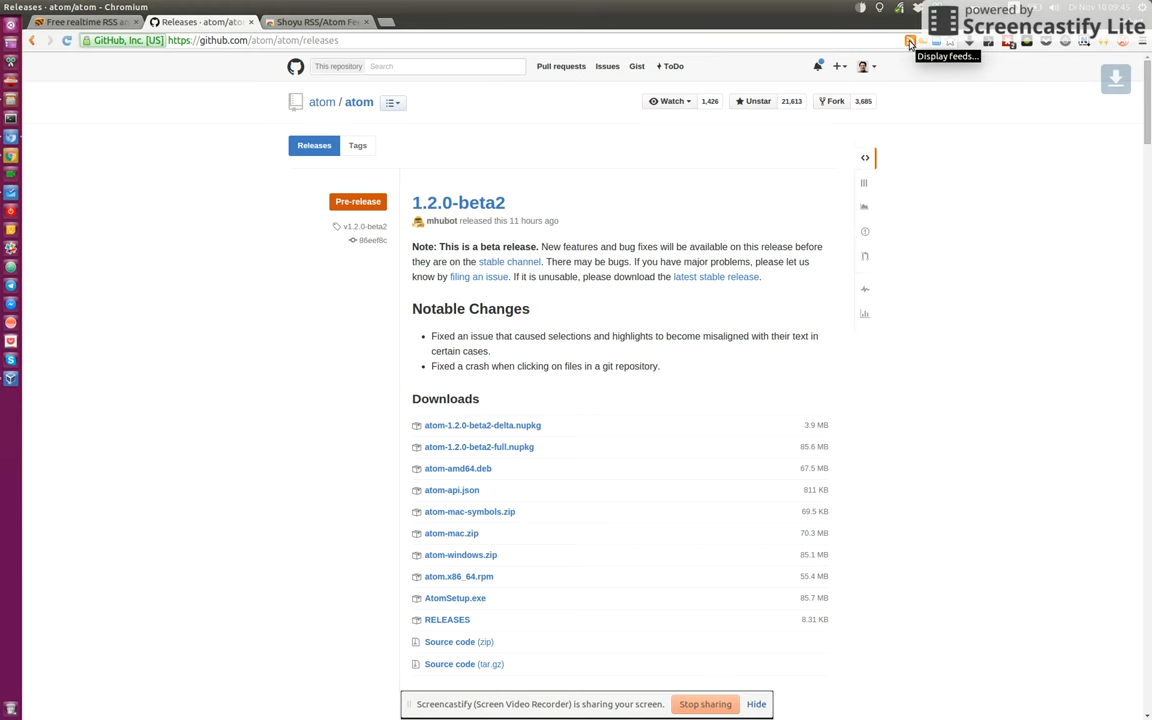 Releases · atom/atom - Chromium
Di Nov 10 09:45
powered by
Screencastify Lite
Free realtime RSS an
Releases · atom/ato
Shoyu RSS/Atom Fee
GitHub, Inc. [US] https://github.com/atom/atom/releases
Display feeds...
This repository Search
Pull requests Issues Gist ToDo
atom / atom
Watch 1,426 Unstar 21,613 Fork 3,685
Releases Tags
Pre-release
v1.2.0-beta2
86eef8c
1.2.0-beta2
mhubot released this 11 hours ago
Note: This is a beta release. New features and bug fixes will be available on this release before
they are on the stable channel. There may be bugs. If you have major problems, please let us
know by filing an issue. If it is unusable, please download the latest stable release.
Notable Changes
Fixed an issue that caused selections and highlights to become misaligned with their text in
certain cases.
Fixed a crash when clicking on files in a git repository.
Downloads
atom-1.2.0-beta2-delta.nupkg 3.9 MB
atom-1.2.0-beta2-full.nupkg 85.6 MB
atom-amd64.deb 67.5 MB
atom-api.json 811 KB
atom-mac-symbols.zip 69.5 KB
atom-mac.zip 70.3 MB
atom-windows.zip 85.1 MB
atom.x86_64.rpm 55.4 MB
AtomSetup.exe 85.7 MB
RELEASES 8.31 KB
Source code (zip)
Source code (tar.gz)
Screencastify (Screen Video Recorder) is sharing your screen. Stop sharing Hide